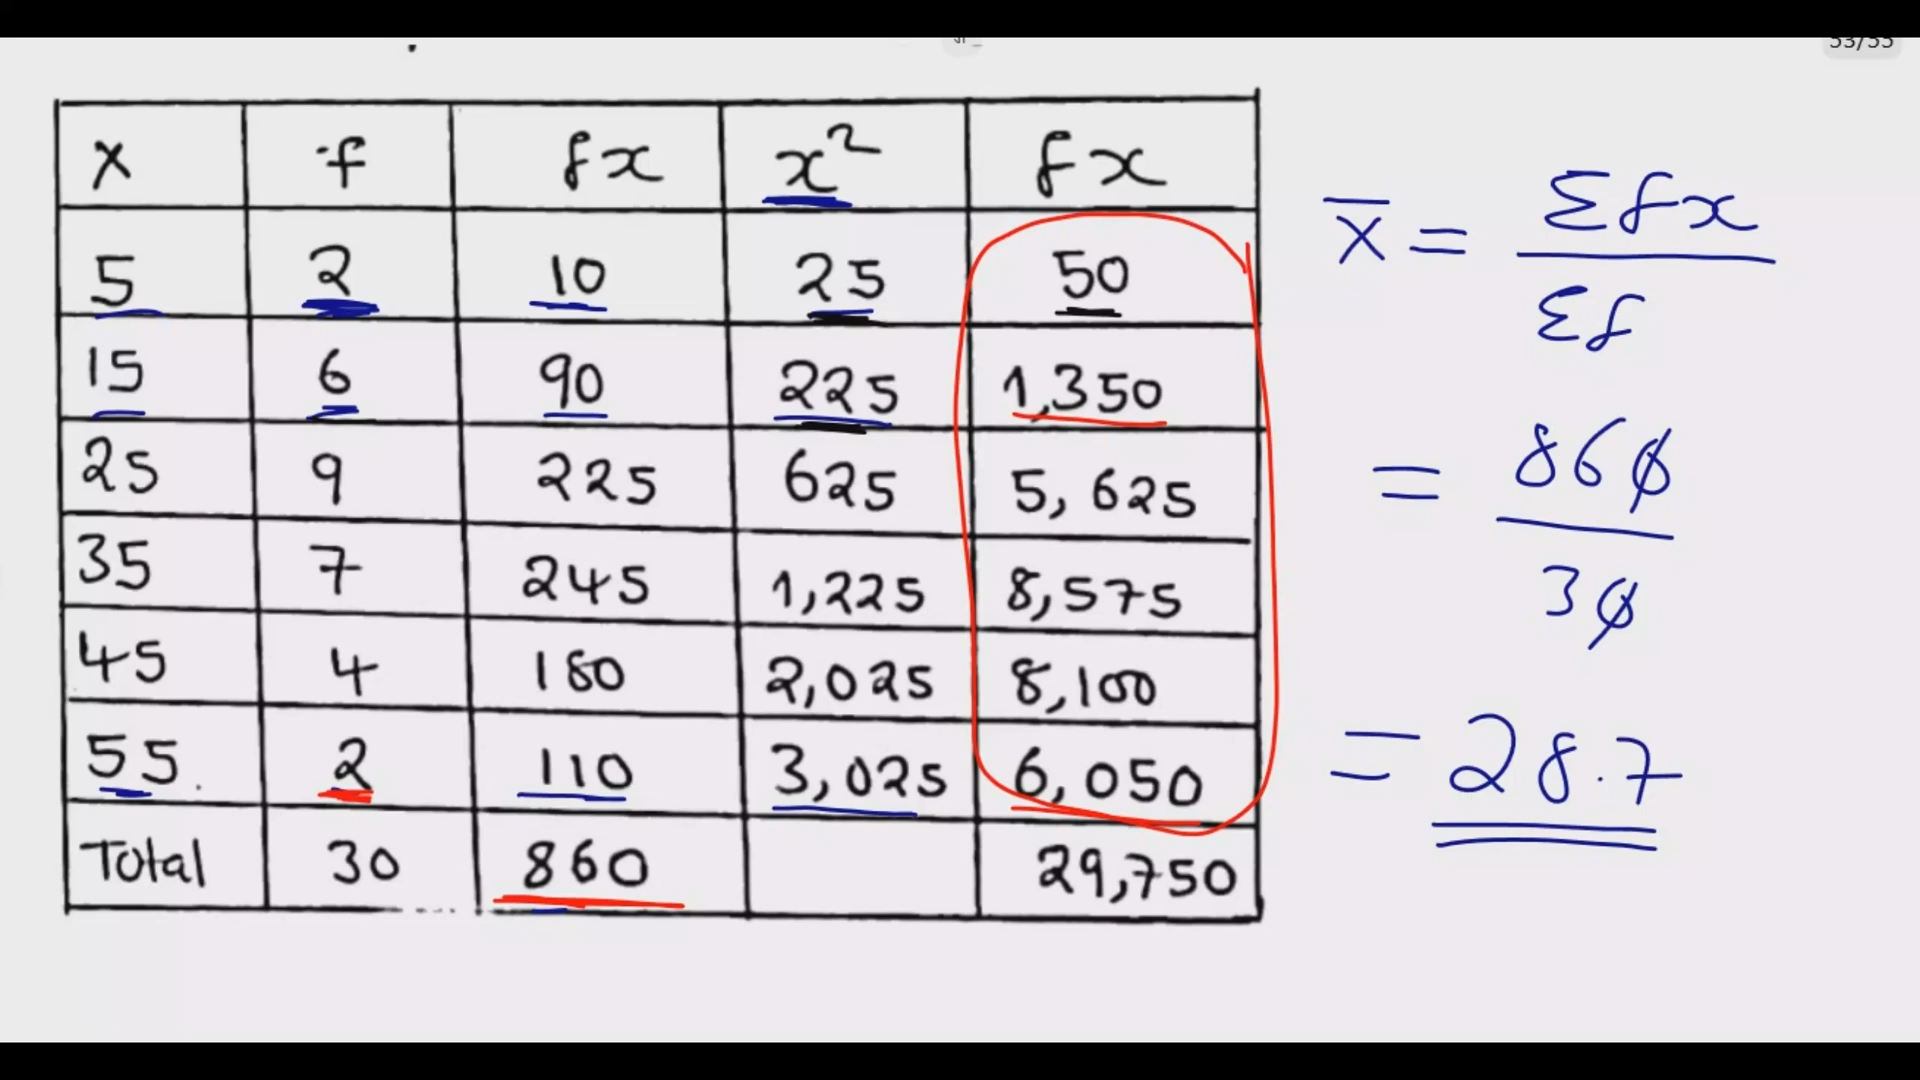 53/55
x f fx x² fx
5 2 10 25 50
15 6 90 225 1,350
25 9 225 625 5,625
35 7 245 1,225 8,575
45 4 180 2,025 8,100
55 2 110 3,025 6,050
Total 30 860 29,750
x̄ = Σfx / Σf
= 860 / 30
= 28.7